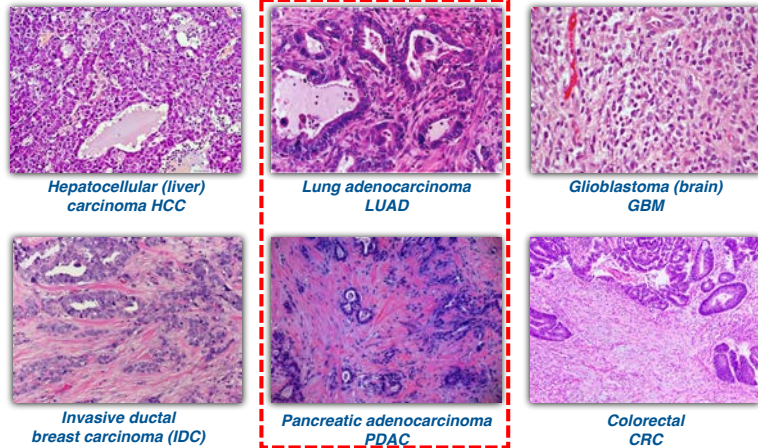 Hepatocellular (liver)
carcinoma HCC
Lung adenocarcinoma
LUAD
Glioblastoma (brain)
GBM
Invasive ductal
breast carcinoma (IDC)
Pancreatic adenocarcinoma
PDAC
Colorectal
CRC